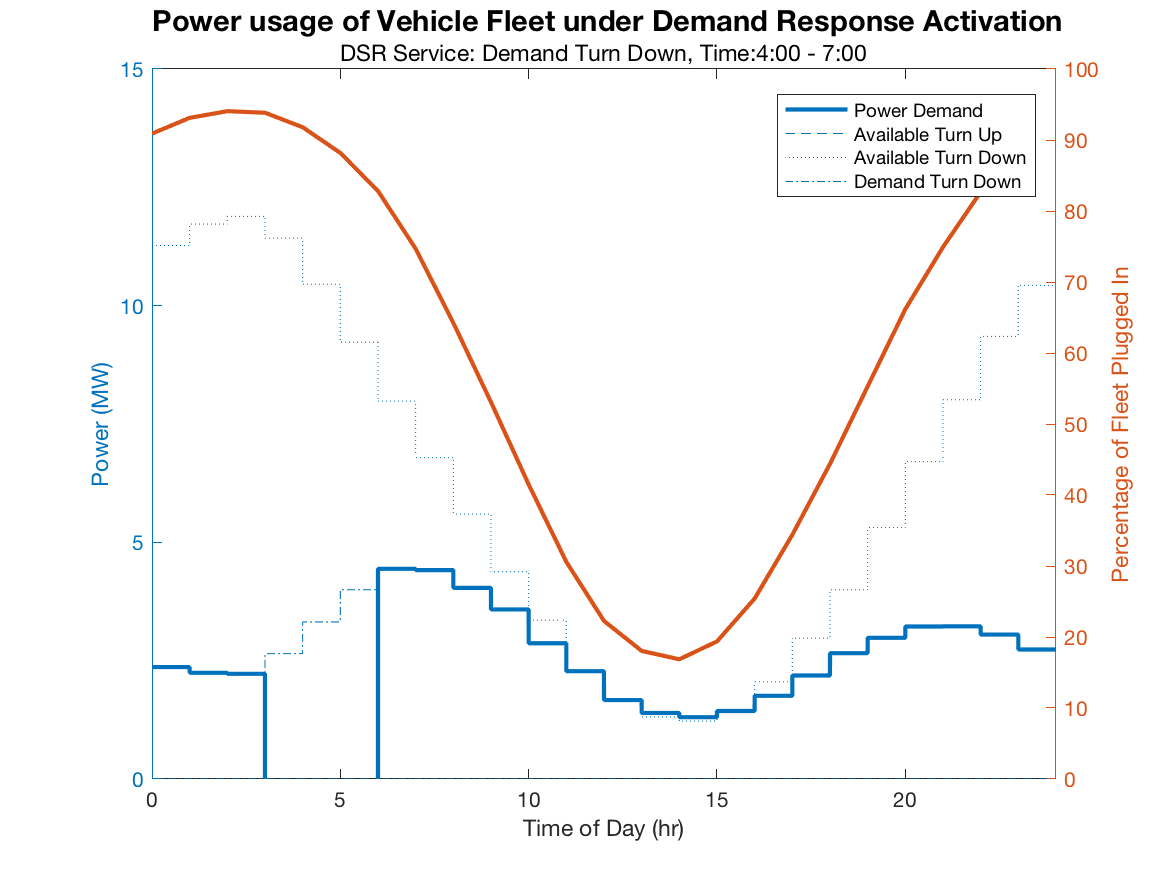 Power usage of Vehicle Fleet under Demand Response Activation
DSR Service: Demand Turn Down, Time:4:00 - 7:00
15
10
5
0
Power (MW)
Power Demand
Available Turn Up
Available Turn Down
Demand Turn Down
100
90
80
70
60
50
40
30
20
10
0
Percentage of Fleet Plugged In
0 5 10 15 20
Time of Day (hr)